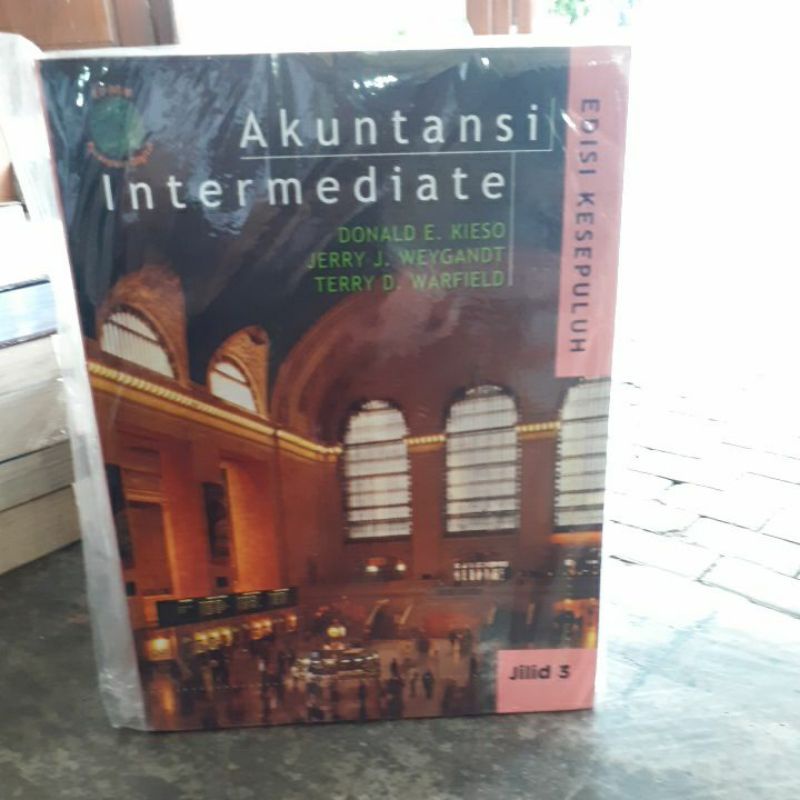 Akuntansi
Intermediate
DONALD E. KIESO
JERRY J. WEYGANDT
TERRY D. WARFIELD
EDISI KESEPULUH
Jilid 3